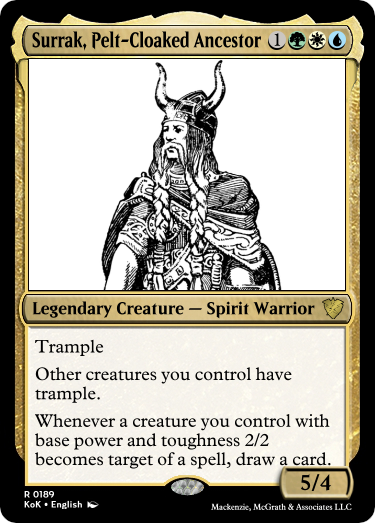 Surrak, Pelt-Cloaked Ancestor 1
Legendary Creature — Spirit Warrior
Trample
Other creatures you control have
trample.
Whenever a creature you control with
base power and toughness 2/2
becomes target of a spell, draw a card.
5/4
R 0189
KoK • English
Mackenzie, McGrath & Associates LLC